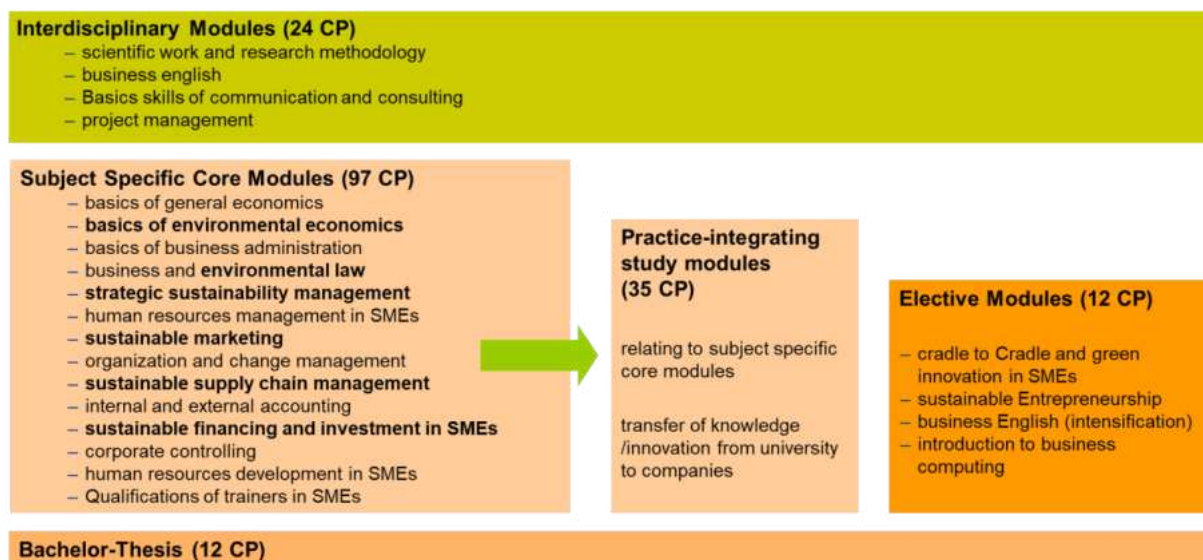 Interdisciplinary Modules (24 CP)
– scientific work and research methodology
– business english
– Basics skills of communication and consulting
– project management
Subject Specific Core Modules (97 CP)
– basics of general economics
– basics of environmental economics
– basics of business administration
– business and environmental law
– strategic sustainability management
– human resources management in SMEs
– sustainable marketing
– organization and change management
– sustainable supply chain management
– internal and external accounting
– sustainable financing and investment in SMEs
– corporate controlling
– human resources development in SMEs
– Qualifications of trainers in SMEs
Practice-integrating
study modules
(35 CP)
relating to subject specific
core modules
transfer of knowledge
/innovation from university
to companies
Elective Modules (12 CP)
– cradle to Cradle and green
innovation in SMEs
– sustainable Entrepreneurship
– business English (intensification)
– introduction to business
computing
Bachelor-Thesis (12 CP)